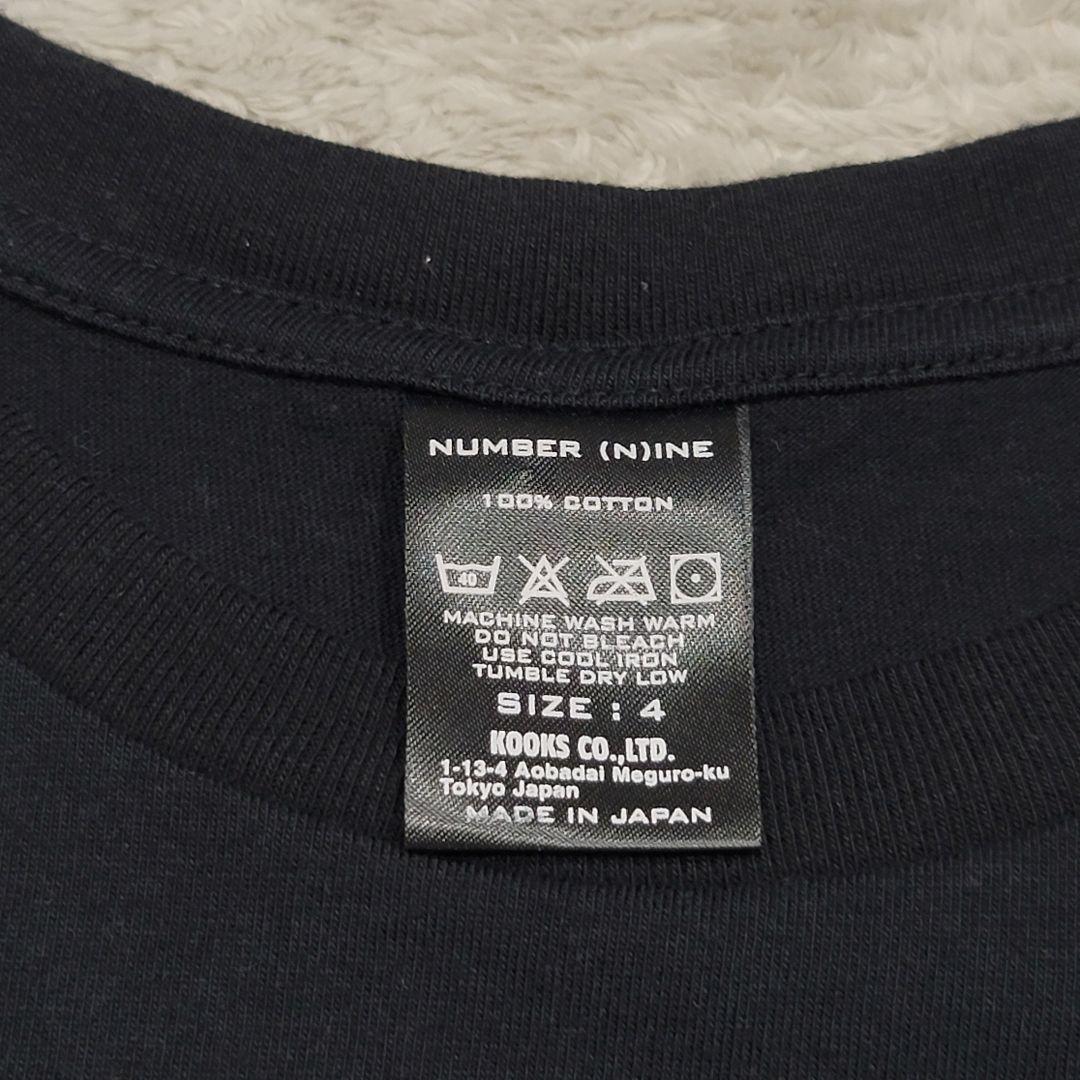 NUMBER (N)INE
100% COTTON
40
MACHINE WASH WARM
DO NOT BLEACH
USE COOL IRON
TUMBLE DRY LOW
SIZE : 4
KOOKS CO.,LTD.
1-13-4 Aobadai Meguro-ku
Tokyo Japan
MADE IN JAPAN